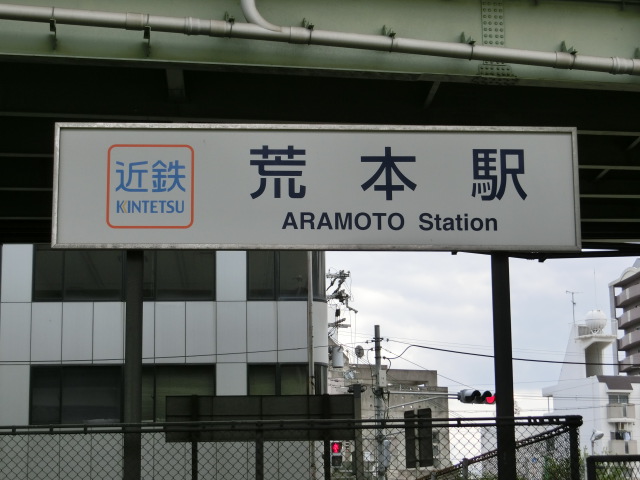 近鉄
KINTETSU
荒本駅
ARAMOTO Station